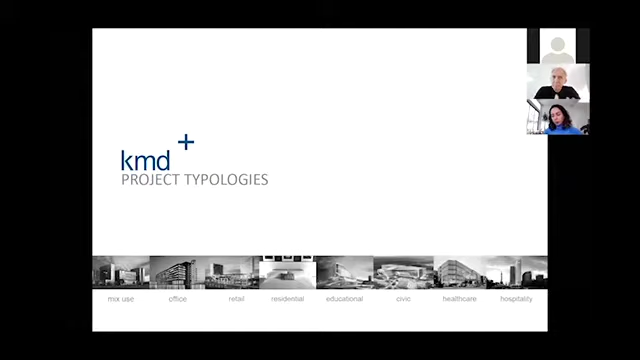 kmd+
PROJECT TYPOLOGIES
mix use office retail residential educational civic healthcare hospitality